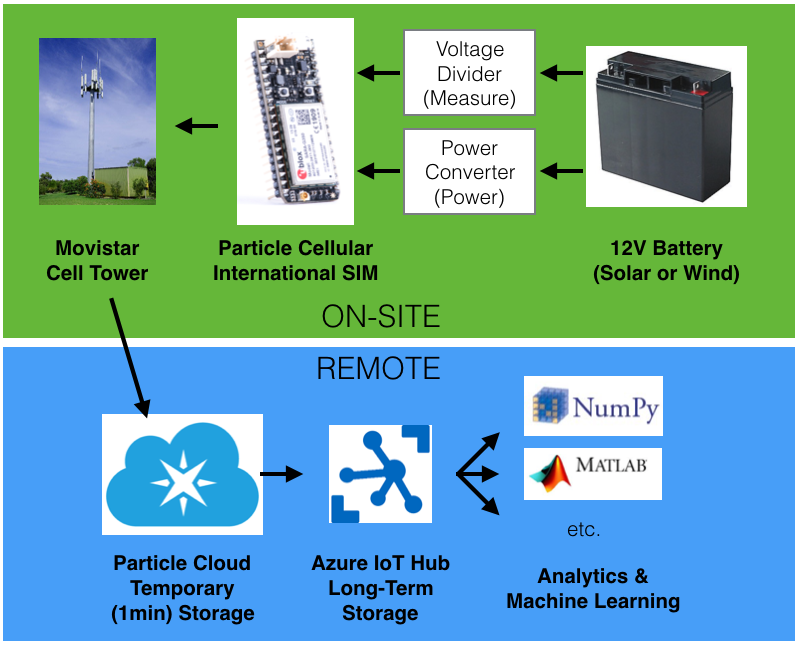 Voltage
Divider
(Measure)
Power
Converter
(Power)
ublox
Movistar
Cell Tower
Particle Cellular
International SIM
12V Battery
(Solar or Wind)
ON-SITE
REMOTE
NumPy
MATLAB
etc.
Particle Cloud
Temporary
(1min) Storage
Azure IoT Hub
Long-Term
Storage
Analytics &
Machine Learning